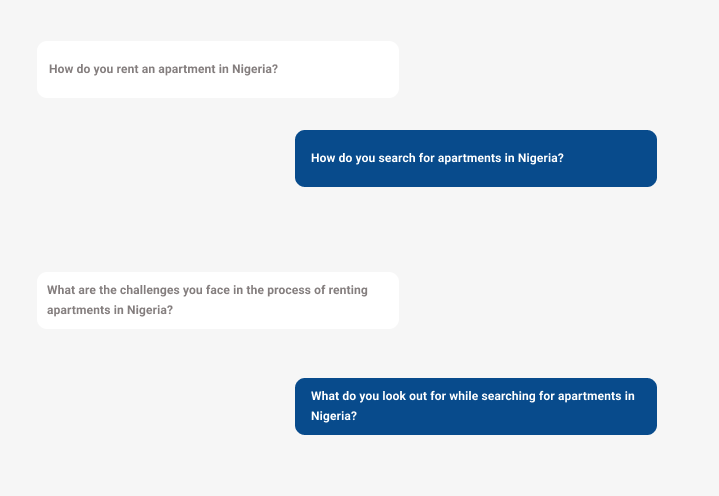 How do you rent an apartment in Nigeria?
How do you search for apartments in Nigeria?
What are the challenges you face in the process of renting
apartments in Nigeria?
What do you look out for while searching for apartments in
Nigeria?